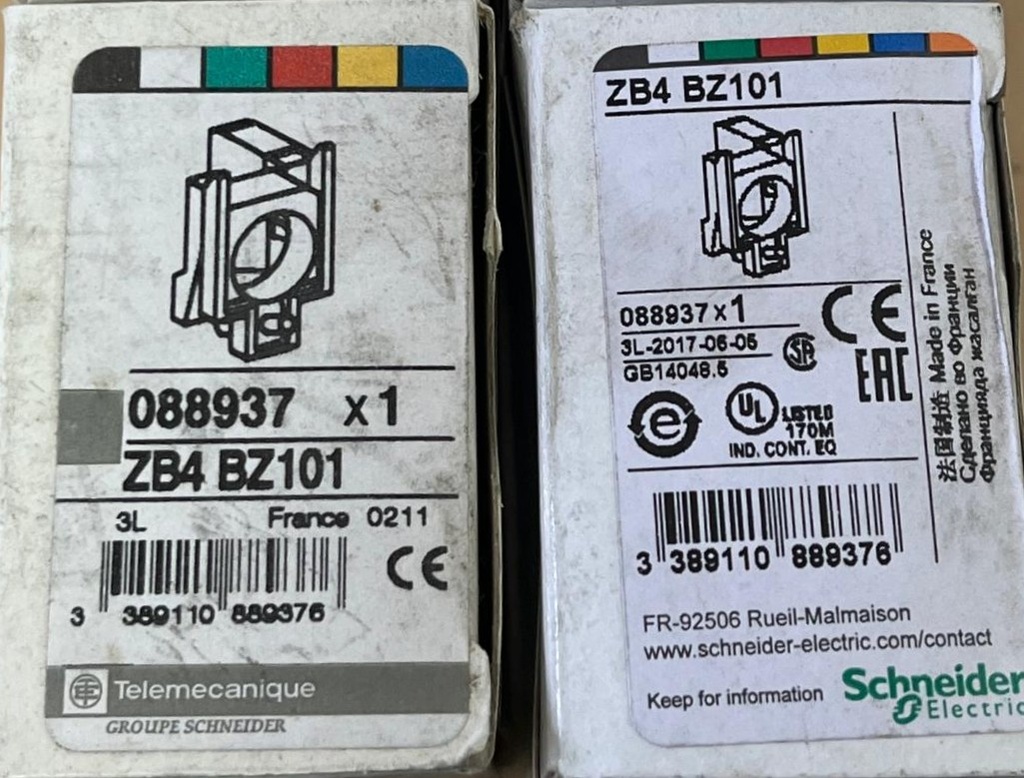 088937 x1
ZB4 BZ101
3L France 0211
CE
3 389110 889376
Telemecanique
GROUPE SCHNEIDER
ZB4 BZ101
088937x1
3L-2017-06-05
GB14048.5
CE
SA
EAC
e
UL LISTED
170M
IND. CONT. EQ
法国制造 Made in France
Сделано во Франции
Францияда жасалған
3 389110 889376
FR-92506 Rueil-Malmaison
www.schneider-electric.com/contact
Keep for information
Schneider
Electric